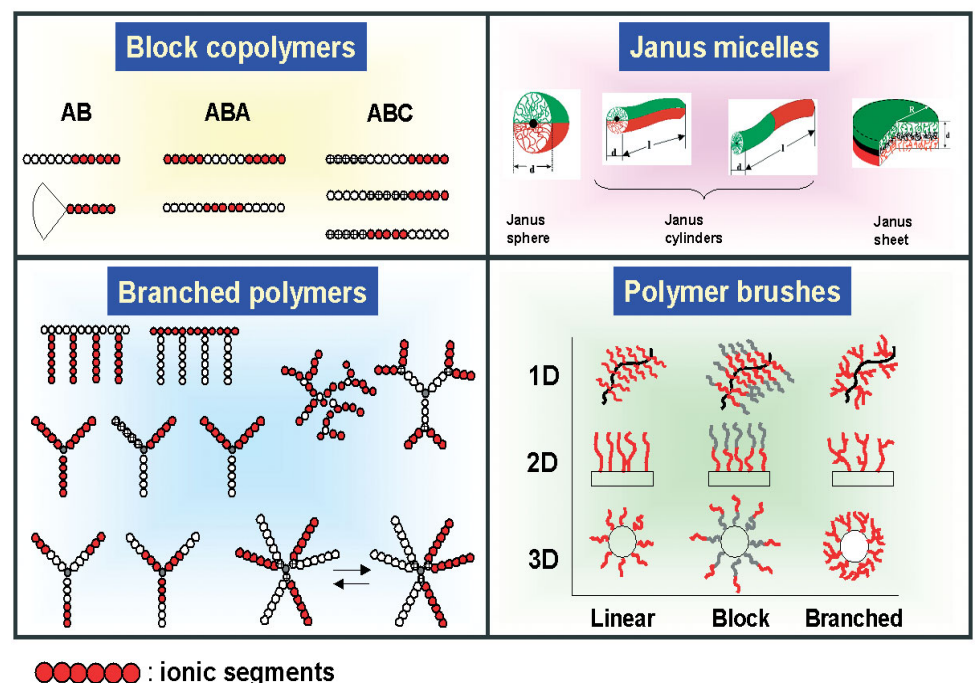 Block copolymers
AB
ABA
ABC
Janus micelles
d
d
l
d
l
R
d
Janus
sphere
Janus
cylinders
Janus
sheet
Branched polymers
Polymer brushes
1D
2D
3D
Linear
Block
Branched
: ionic segments